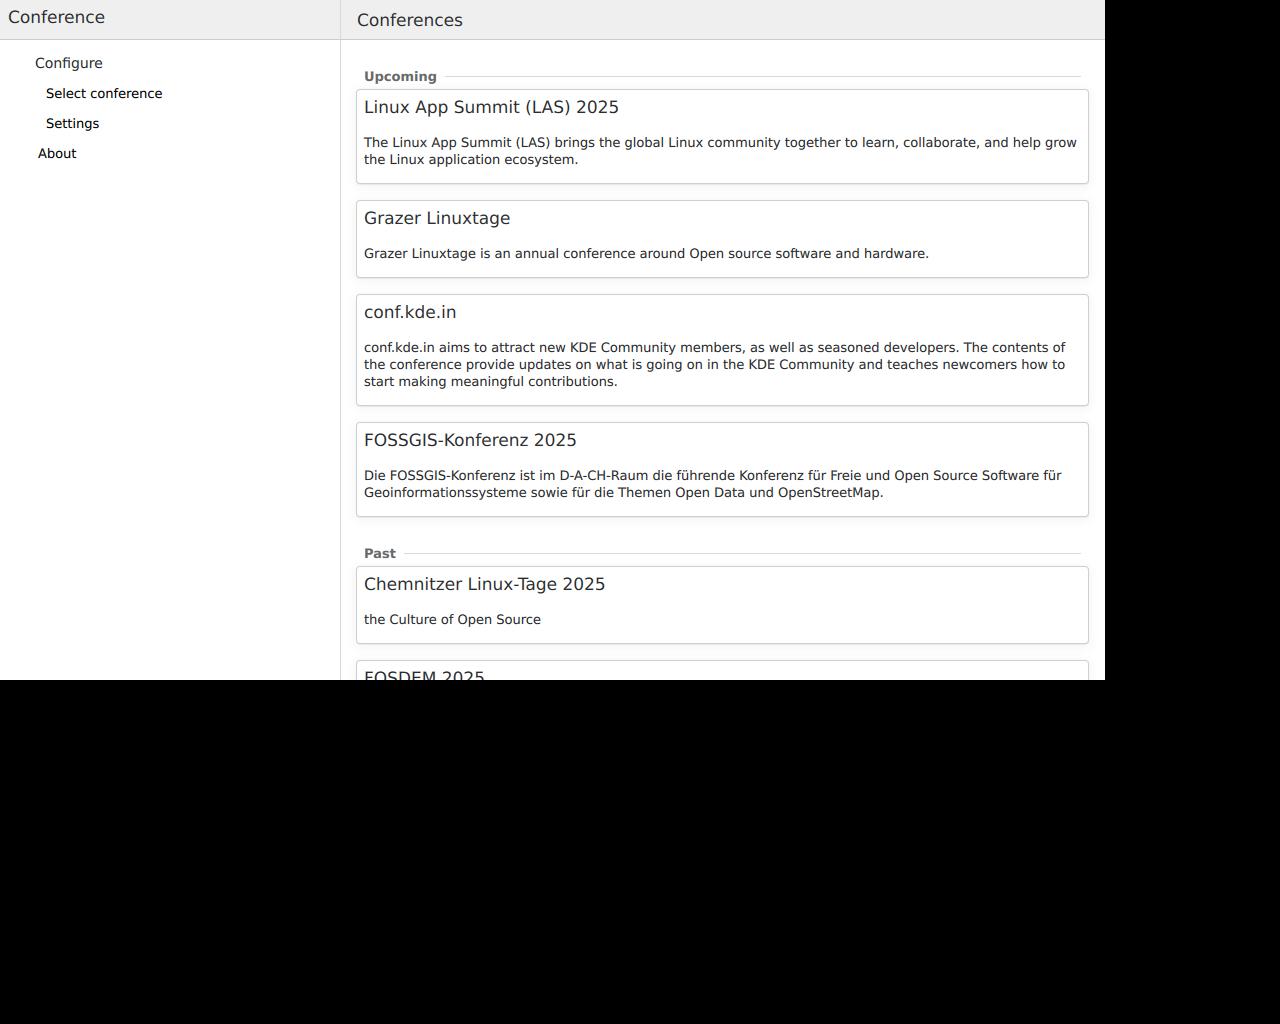 Conference
Configure
Select conference
Settings
About
Conferences
Upcoming
Linux App Summit (LAS) 2025
The Linux App Summit (LAS) brings the global Linux community together to learn, collaborate, and help grow
the Linux application ecosystem.
Grazer Linuxtage
Grazer Linuxtage is an annual conference around Open source software and hardware.
conf.kde.in
conf.kde.in aims to attract new KDE Community members, as well as seasoned developers. The contents of
the conference provide updates on what is going on in the KDE Community and teaches newcomers how to
start making meaningful contributions.
FOSSGIS-Konferenz 2025
Die FOSSGIS-Konferenz ist im D-A-CH-Raum die führende Konferenz für Freie und Open Source Software für
Geoinformationssysteme sowie für die Themen Open Data und OpenStreetMap.
Past
Chemnitzer Linux-Tage 2025
the Culture of Open Source
FOSDEM 2025